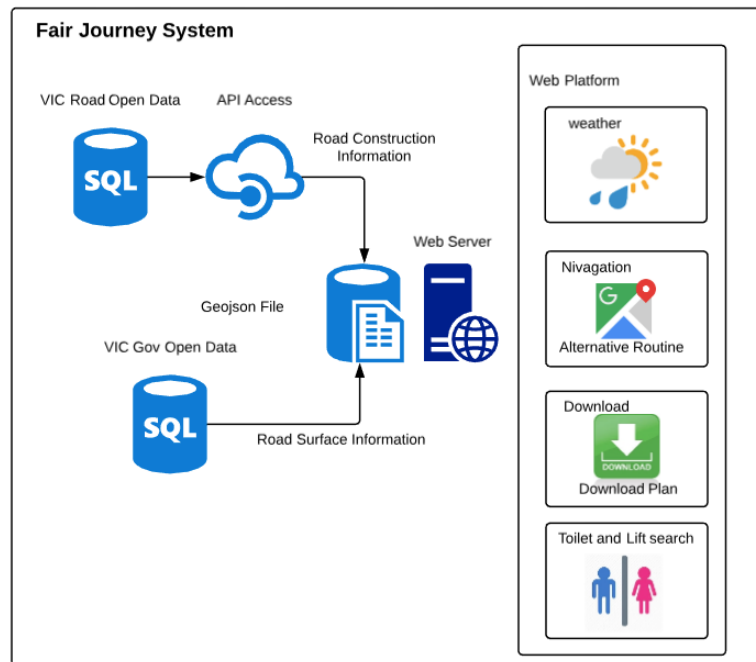 Fair Journey System
VIC Road Open Data
API Access
SQL
Road Construction
Information
Web Server
Geojson File
VIC Gov Open Data
SQL
Road Surface Information
Web Platform
weather
Nivagation
G
Alternative Routine
Download
DOWNLOAD
Download Plan
Toilet and Lift search